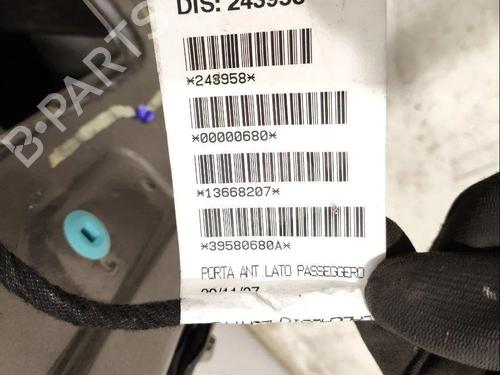 DIS: 243958
*243958*
*00000680*
*13668207*
*39580680A*
PORTA ANT.LATO PASSEGGERO
B-PARTS